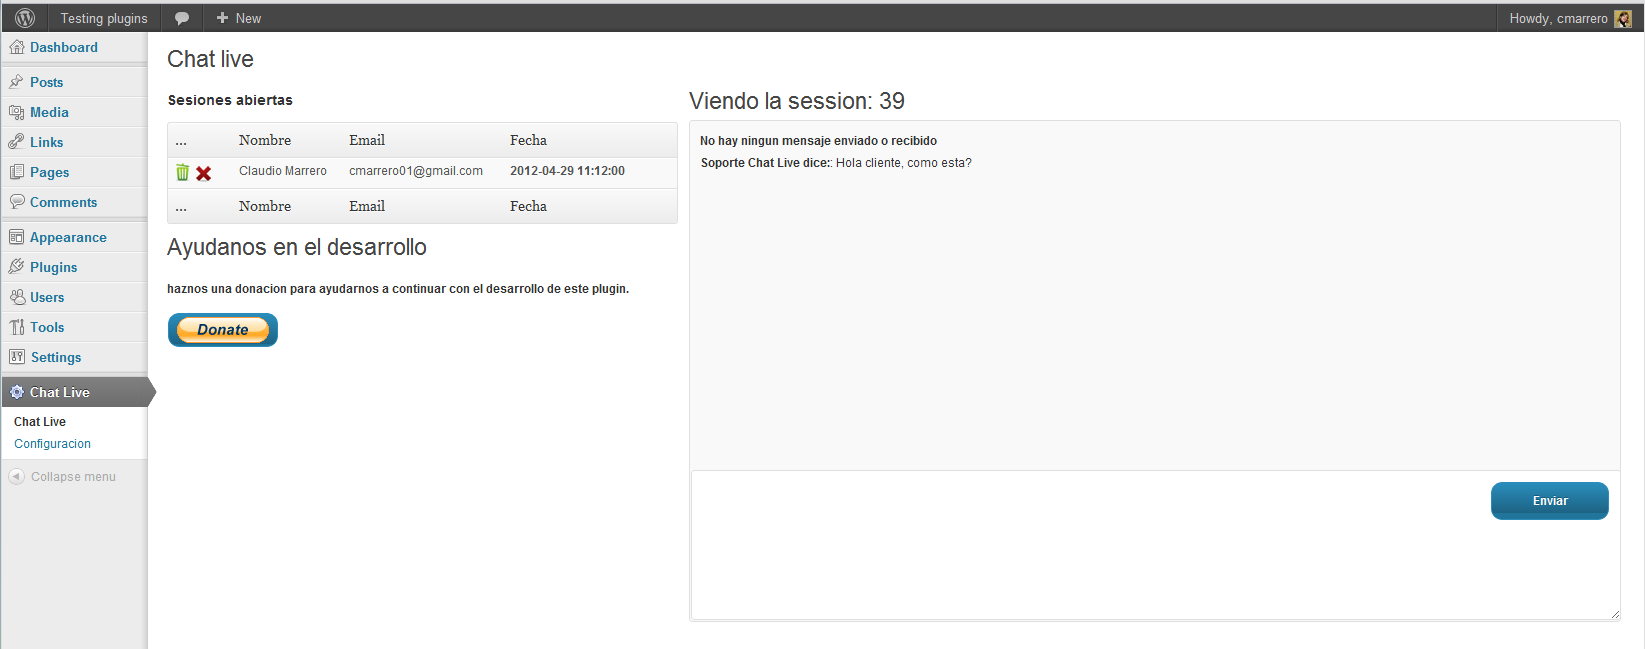 Testing plugins
New
Howdy, cmarrero
Dashboard
Posts
Media
Links
Pages
Comments
Appearance
Plugins
Users
Tools
Settings
Chat Live
Chat Live
Configuracion
Collapse menu
Chat live
Sesiones abiertas
... Nombre Email Fecha
Claudio Marrero cmarrero01@gmail.com 2012-04-29 11:12:00
... Nombre Email Fecha
Ayudanos en el desarrollo
haznos una donacion para ayudarnos a continuar con el desarrollo de este plugin.
Donate
Viendo la session: 39
No hay ningun mensaje enviado o recibido
Soporte Chat Live dice:: Hola cliente, como esta?
Enviar